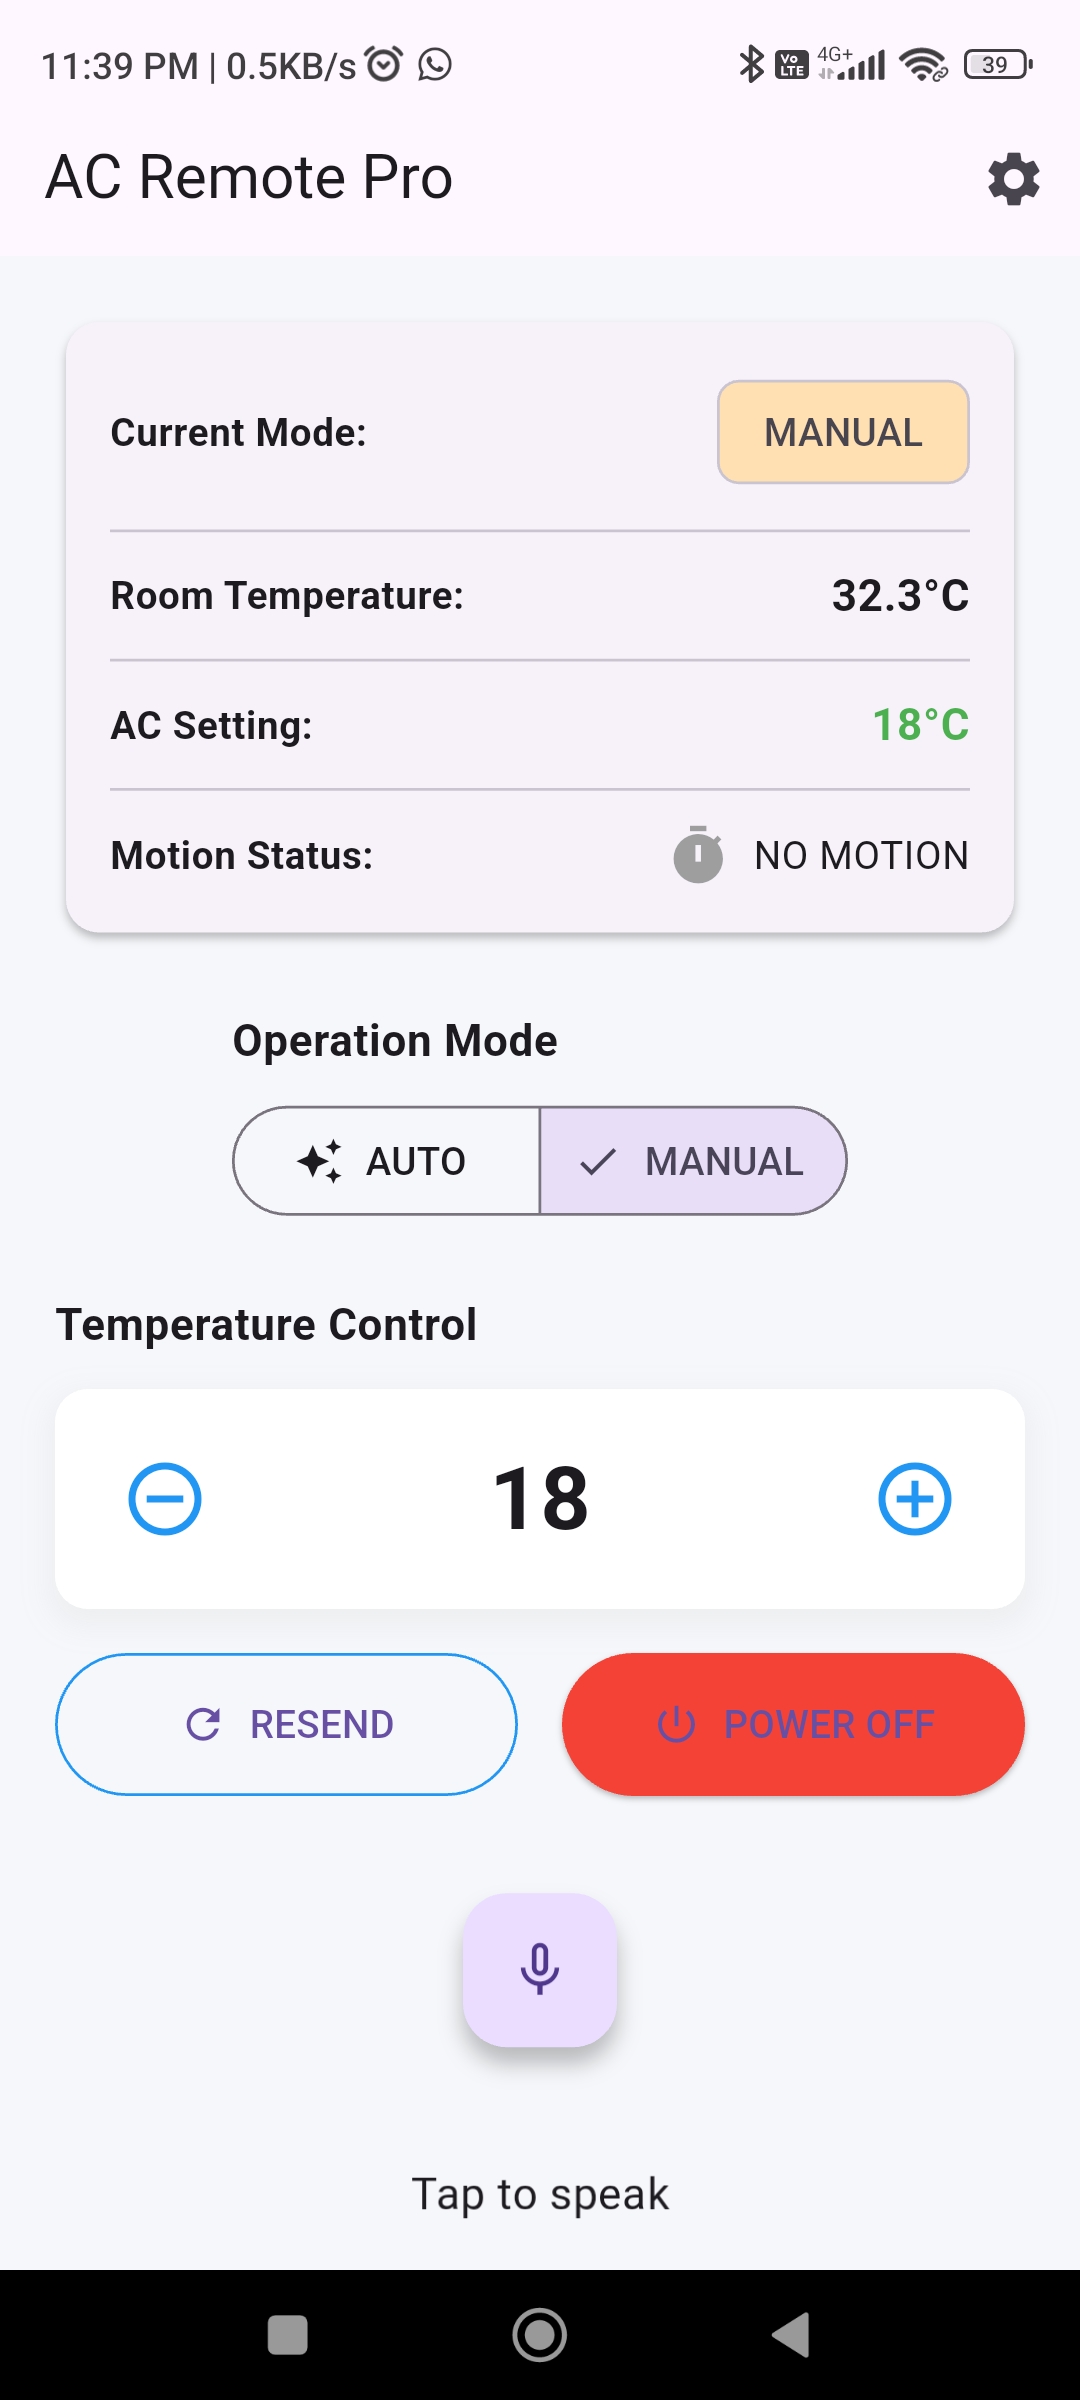 11:39 PM | 0.5KB/s Vo LTE 4G+ 39
AC Remote Pro
Current Mode: MANUAL
Room Temperature: 32.3°C
AC Setting: 18°C
Motion Status: NO MOTION
Operation Mode
AUTO MANUAL
Temperature Control
18
RESEND POWER OFF
Tap to speak